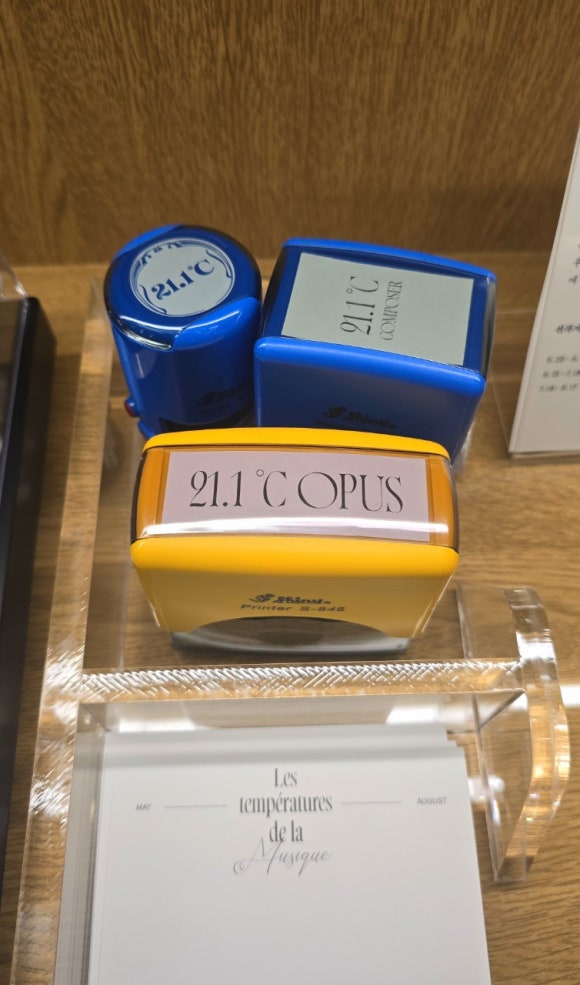 21.1°C
21.1°C
COMPOSER
21.1°C OPUS
Shiny
Printer S-845
Les
températures
MAY
AUGUST
de la
Musique